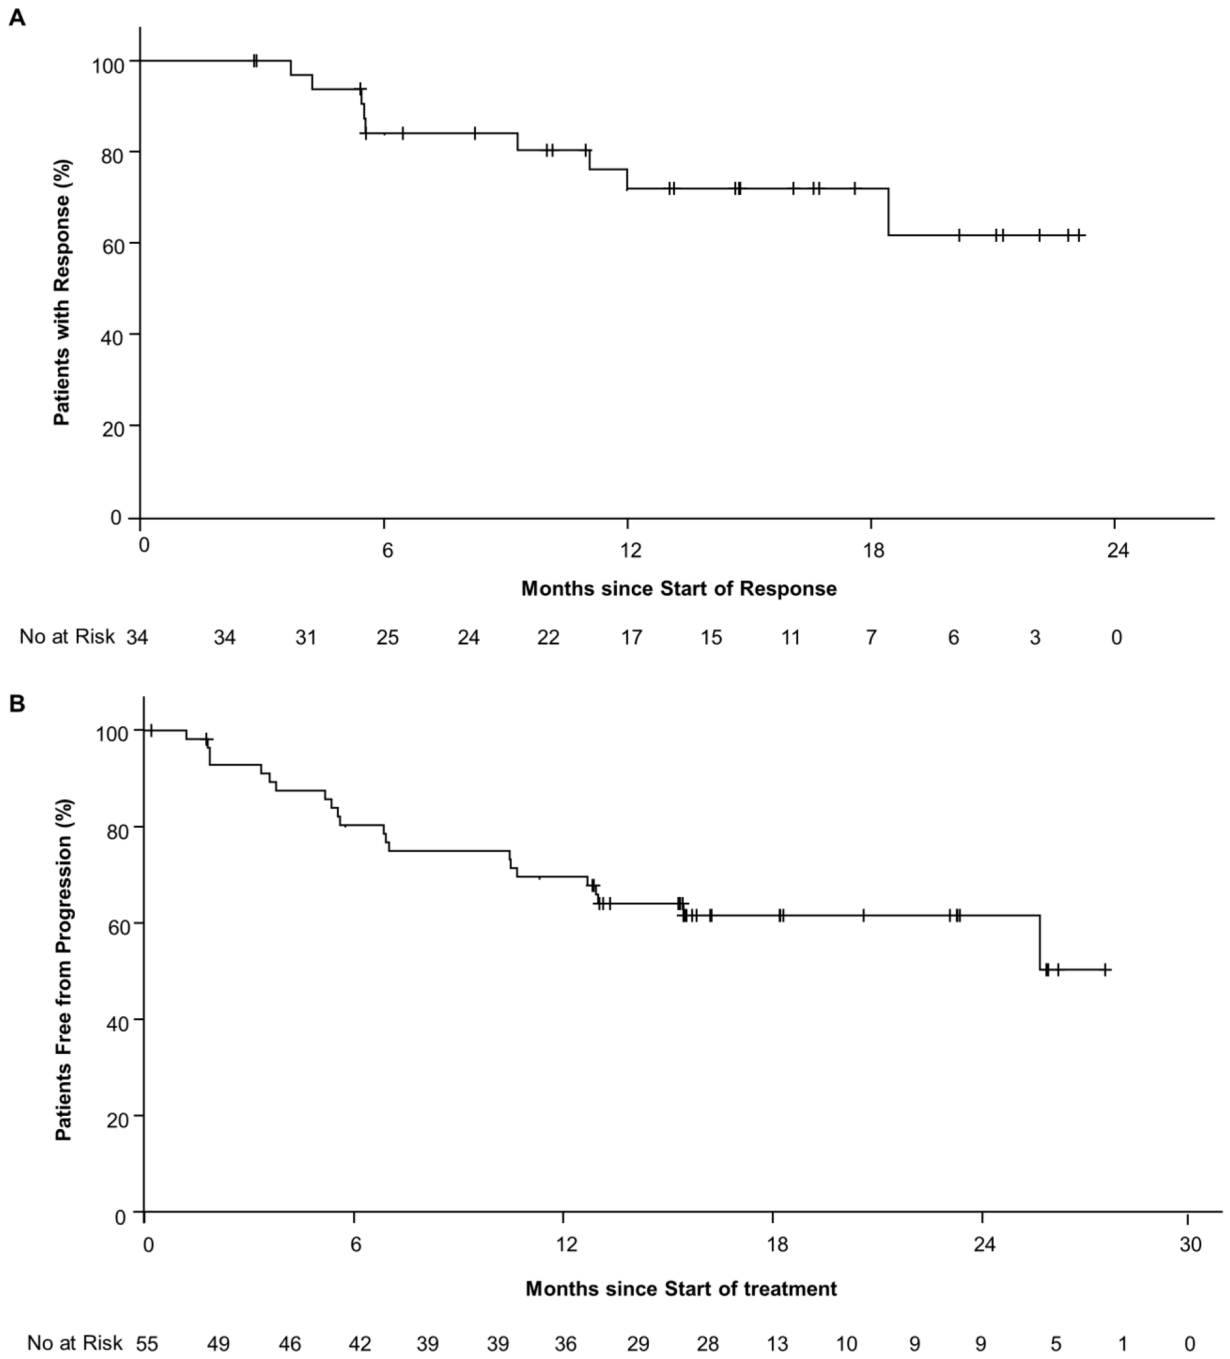 A
100
80
60
40
20
0
Patients with Response (%)
0 6 12 18 24
Months since Start of Response
No at Risk 34 34 31 25 24 22 17 15 11 7 6 3 0
B
100
80
60
40
20
0
Patients Free from Progression (%)
0 6 12 18 24 30
Months since Start of treatment
No at Risk 55 49 46 42 39 39 36 29 28 13 10 9 9 5 1 0